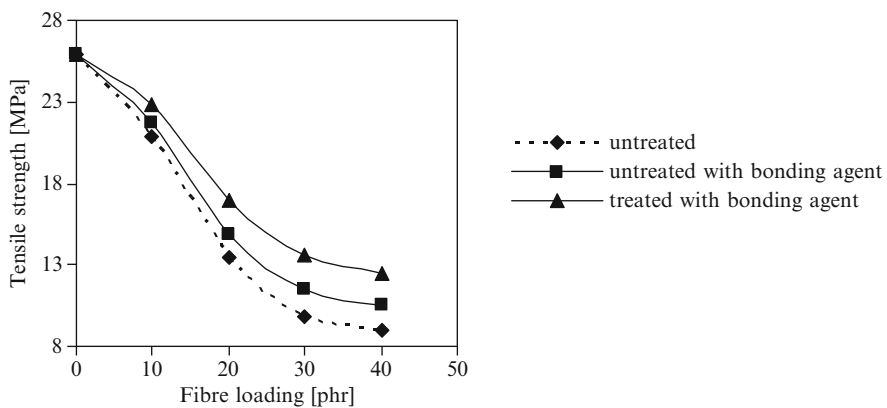 Tensile strength [MPa]
28
23
18
13
8
0 10 20 30 40 50
Fibre loading [phr]
untreated
untreated with bonding agent
treated with bonding agent